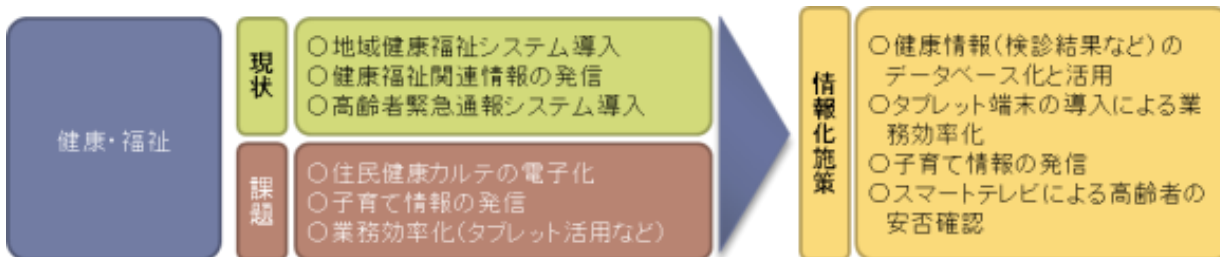 健康・福祉
現状
○地域健康福祉システム導入
○健康福祉関連情報の発信
○高齢者緊急通報システム導入
課題
○住民健康カルテの電子化
○子育て情報の発信
○業務効率化(タブレット活用など)
情報化施策
○健康情報(検診結果など)の
データベース化と活用
○タブレット端末の導入による業
務効率化
○子育て情報の発信
○スマートテレビによる高齢者の
安否確認